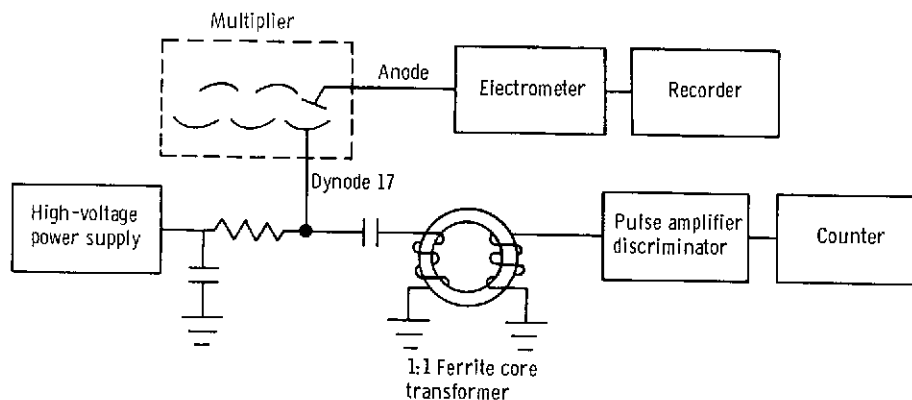 Multiplier
Anode
Electrometer
Recorder
Dynode 17
High-voltage
power supply
Pulse amplifier
discriminator
Counter
1:1 Ferrite core
transformer